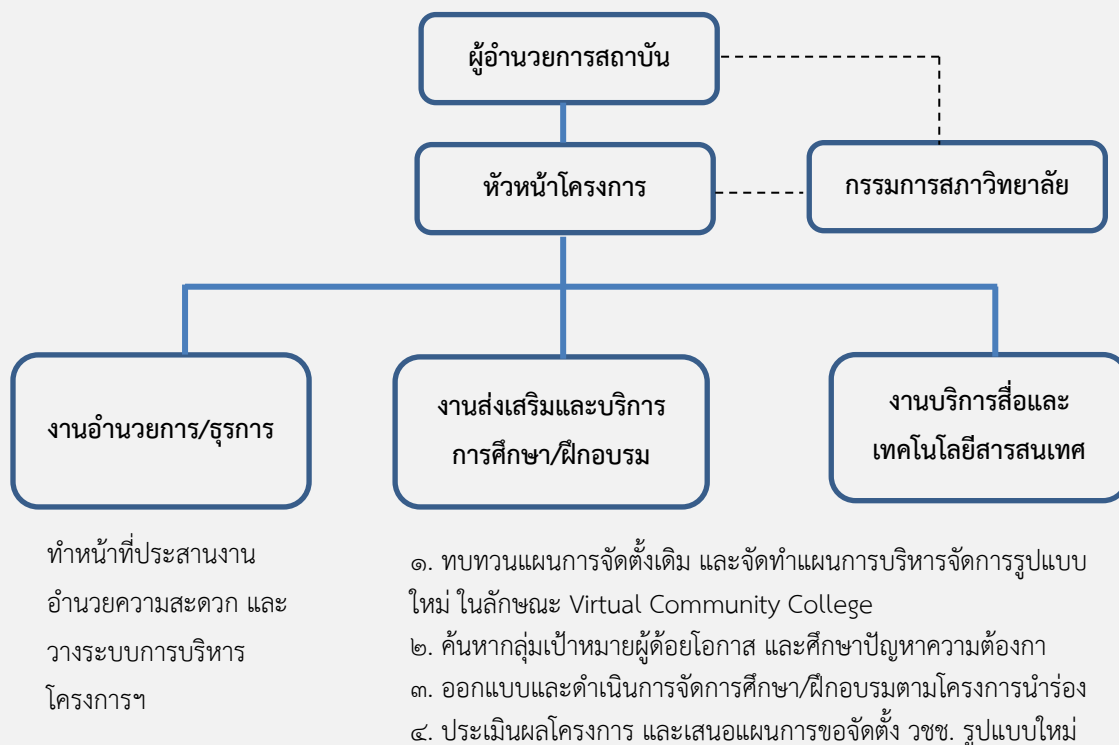 ผู้อำนวยการสถาบัน
หัวหน้าโครงการ
กรรมการสภาวิทยาลัย
งานอำนวยการ/ธุรการ
งานส่งเสริมและบริการ
การศึกษา/ฝึกอบรม
งานบริการสื่อและ
เทคโนโลยีสารสนเทศ
ทำหน้าที่ประสานงาน
อำนวยความสะดวก และ
วางระบบการบริหาร
โครงการฯ
๑. ทบทวนแผนการจัดตั้งเดิม และจัดทำแผนการบริหารจัดการรูปแบบ
ใหม่ ในลักษณะ Virtual Community College
๒. ค้นหากลุ่มเป้าหมายผู้ด้อยโอกาส และศึกษาปัญหาความต้องกา
๓. ออกแบบและดำเนินการจัดการศึกษา/ฝึกอบรมตามโครงการนำร่อง
๔. ประเมินผลโครงการ และเสนอแผนการขอจัดตั้ง วชช. รูปแบบใหม่